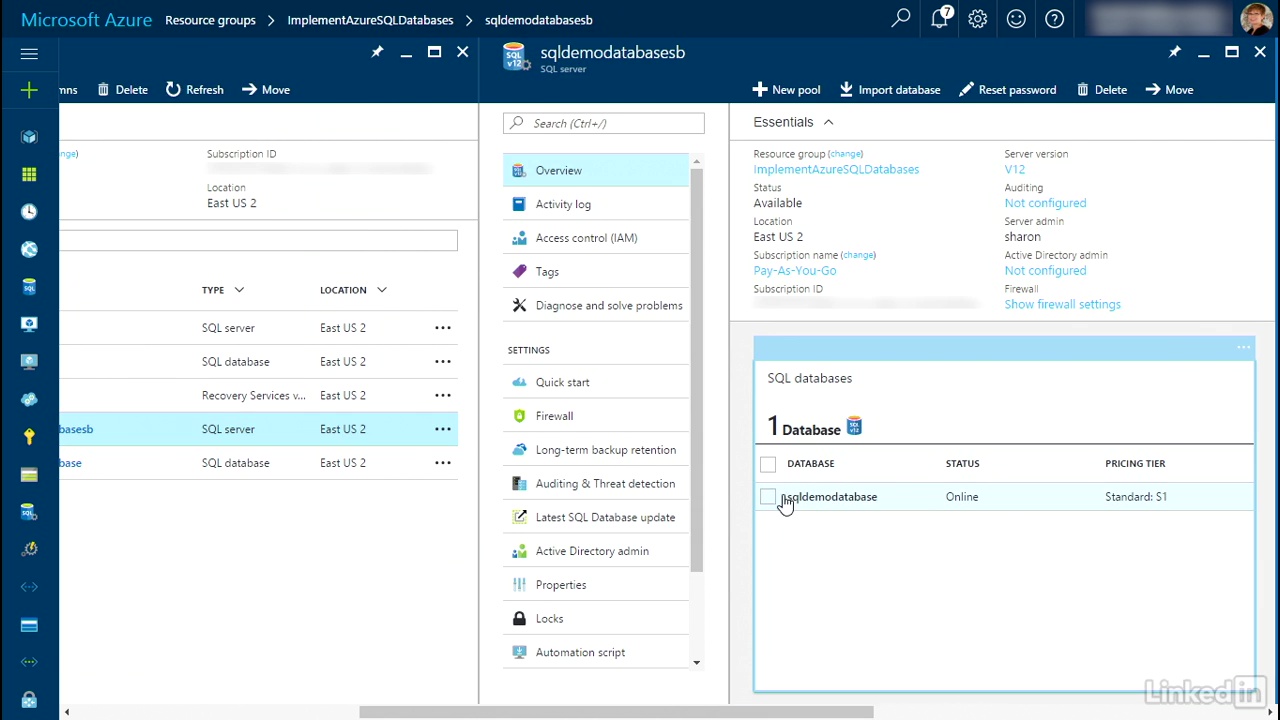 Microsoft Azure Resource groups > ImplementAzureSQLDatabases > sqldemodatabasesb
7
mns Delete Refresh Move
nge)
Subscription ID
Location
East US 2
TYPE LOCATION
SQL server East US 2 ...
SQL database East US 2 ...
Recovery Services v... East US 2 ...
basesb SQL server East US 2 ...
base SQL database East US 2 ...
SQL v12
sqldemodatabasesb
SQL server
Search (Ctrl+/)
Overview
Activity log
Access control (IAM)
Tags
Diagnose and solve problems
SETTINGS
Quick start
Firewall
Long-term backup retention
Auditing & Threat detection
Latest SQL Database update
Active Directory admin
Properties
Locks
Automation script
New pool Import database Reset password Delete Move
Essentials
Resource group (change)
ImplementAzureSQLDatabases
Status
Available
Location
East US 2
Subscription name (change)
Pay-As-You-Go
Subscription ID
Server version
V12
Auditing
Not configured
Server admin
sharon
Active Directory admin
Not configured
Firewall
Show firewall settings
...
SQL databases
1 Database
DATABASE STATUS PRICING TIER
sqldemodatabase Online Standard: S1
LinkedIn